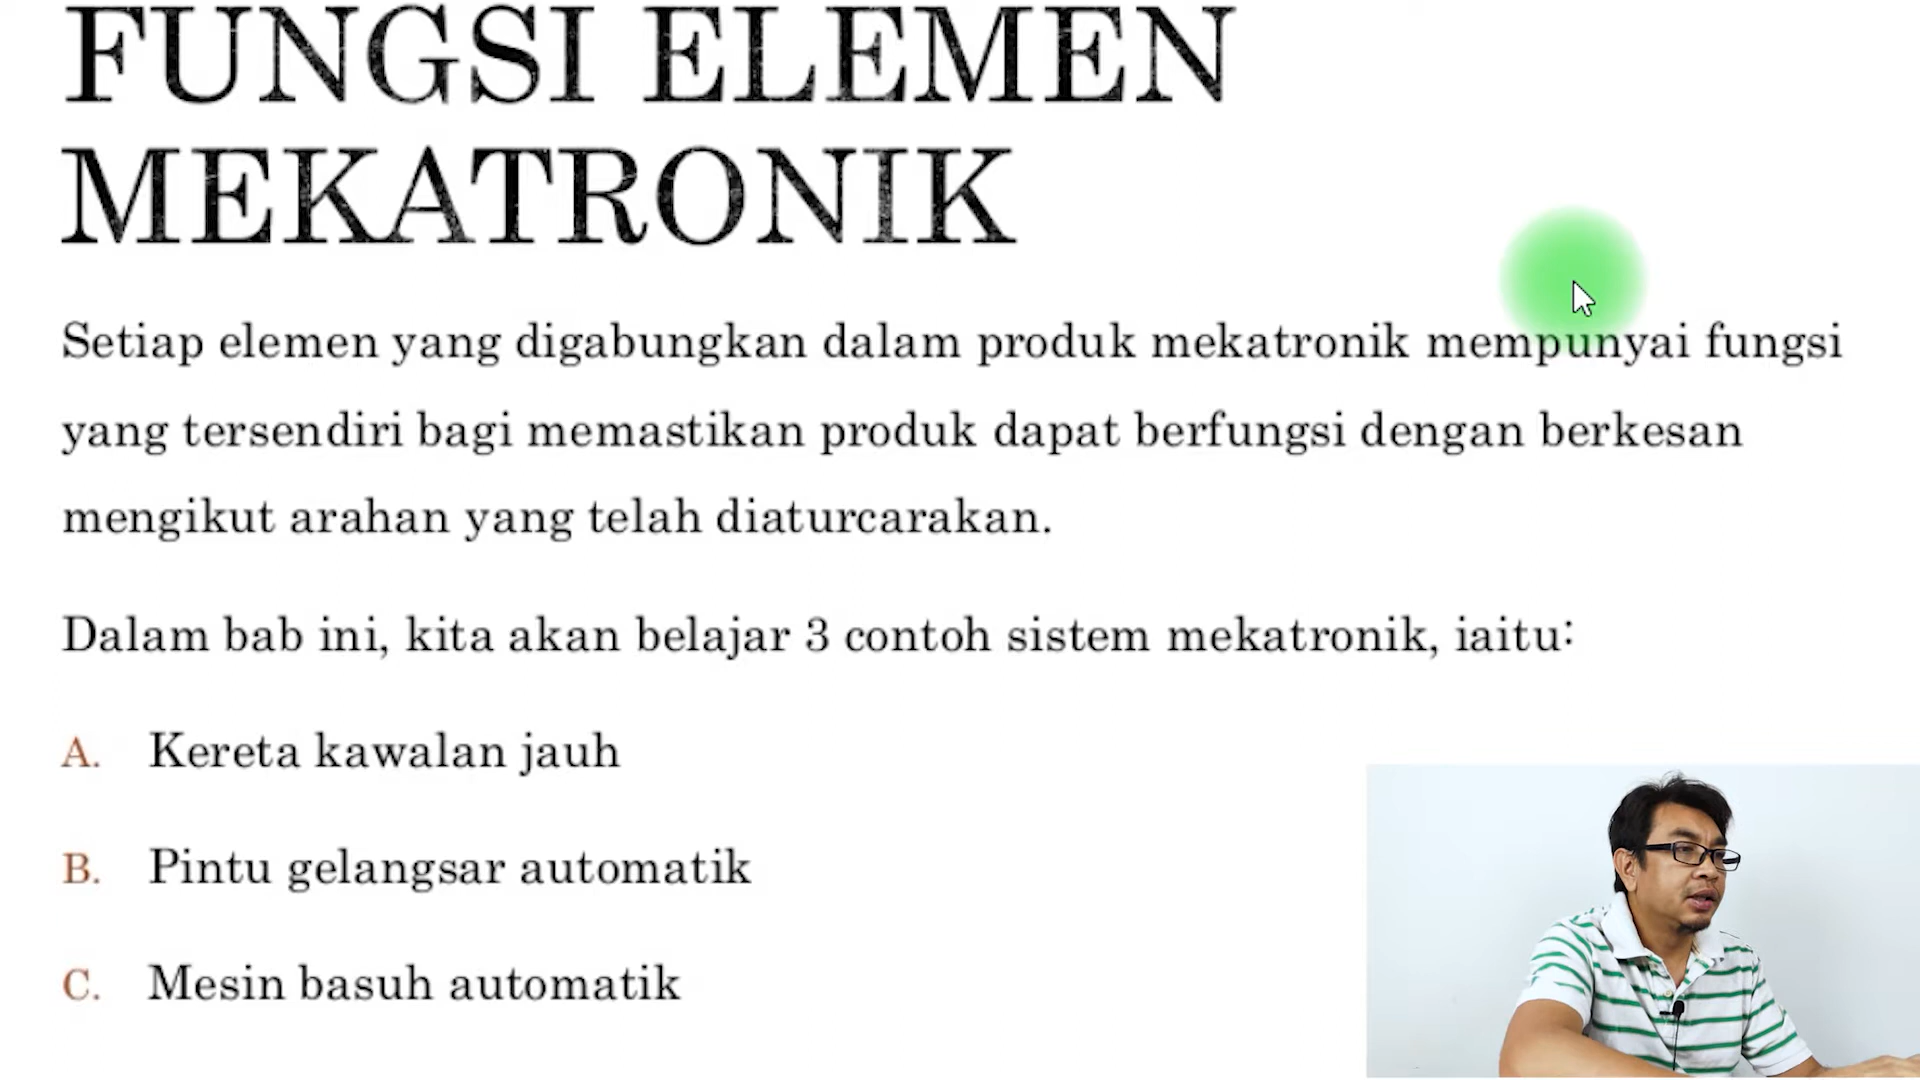 FUNGSI ELEMEN
MEKATRONIK
Setiap elemen yang digabungkan dalam produk mekatronik mempunyai fungsi
yang tersendiri bagi memastikan produk dapat berfungsi dengan berkesan
mengikut arahan yang telah diaturcarakan.
Dalam bab ini, kita akan belajar 3 contoh sistem mekatronik, iaitu:
A. Kereta kawalan jauh
B. Pintu gelangsar automatik
C. Mesin basuh automatik